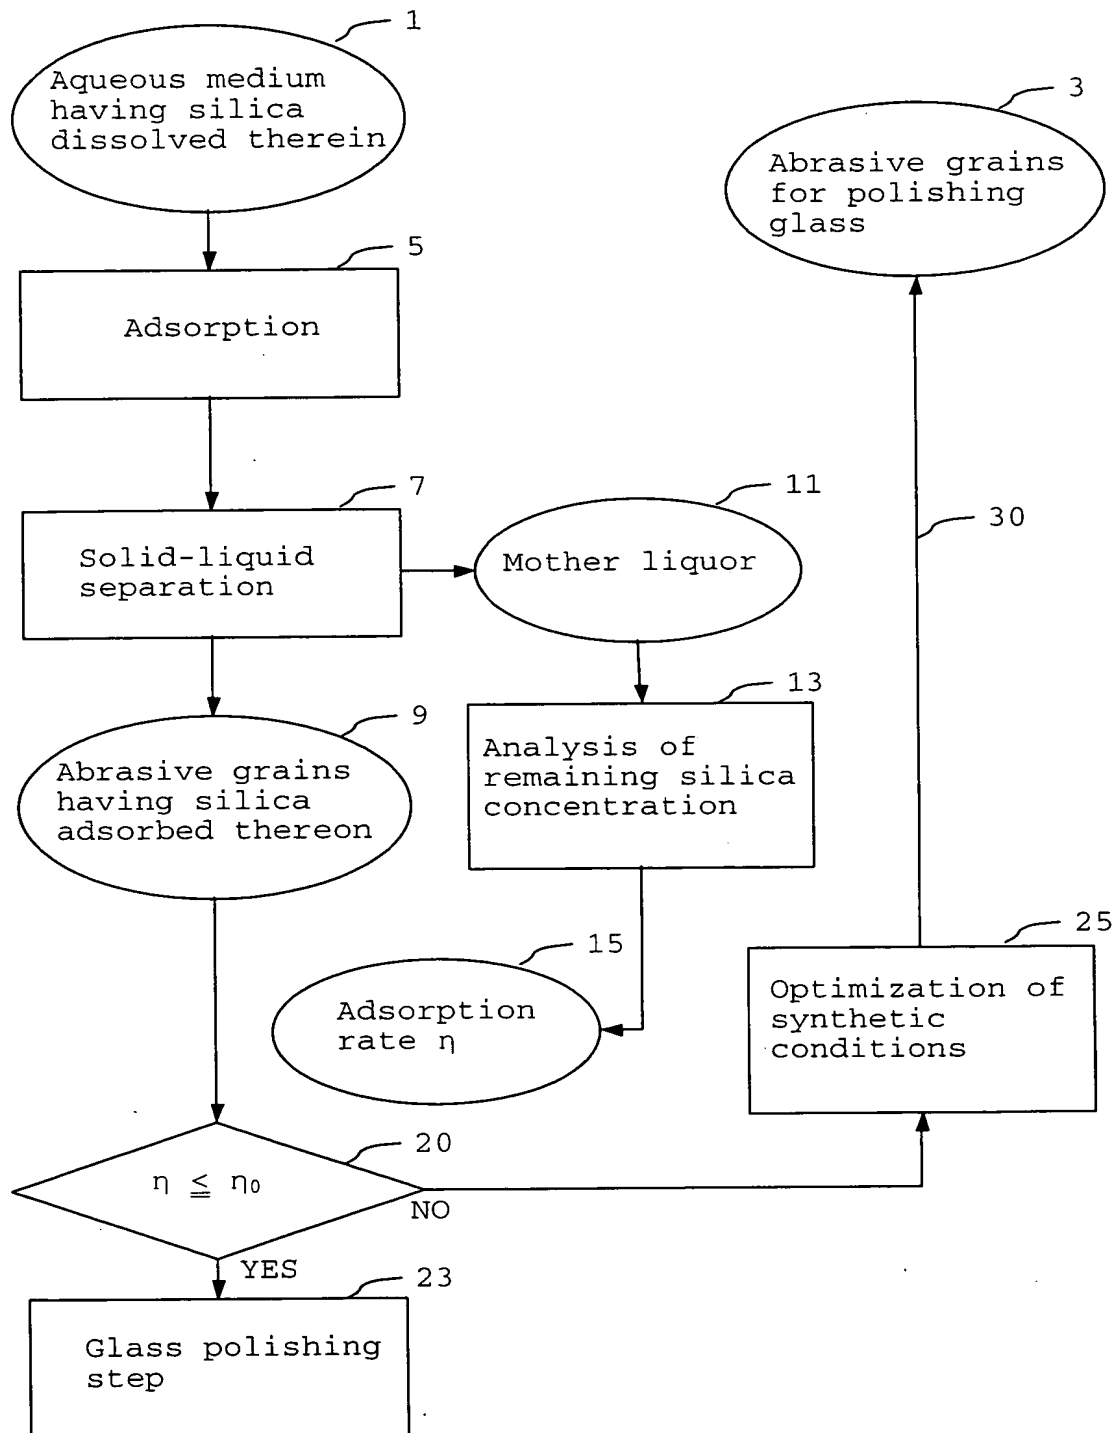 1
Aqueous medium
having silica
dissolved therein
3
Abrasive grains
for polishing
glass
5
Adsorption
7
Solid-liquid
separation
11
Mother liquor
30
13
Analysis of
remaining silica
concentration
9
Abrasive grains
having silica
adsorbed thereon
15
Adsorption
rate η
25
Optimization of
synthetic
conditions
20
η ≦ η₀
NO
YES
23
Glass polishing
step